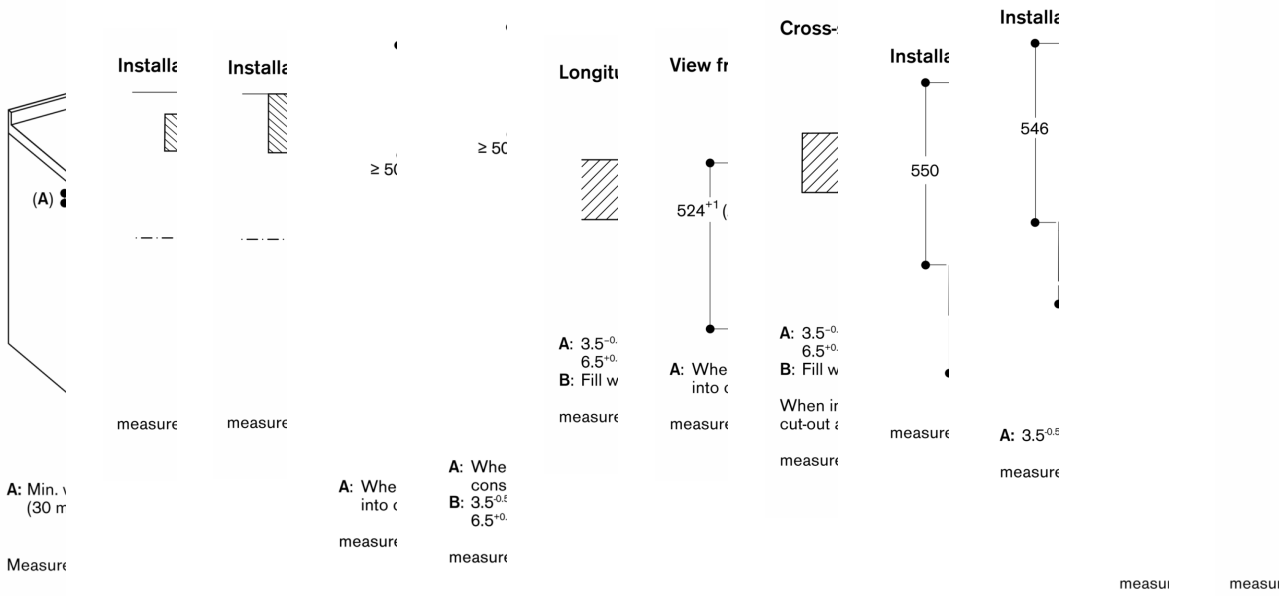 (A)
A: Min. w
(30 m
Measure
Installa
measure
Installa
measure
≥ 50
A: Whe
into c
measure
≥ 50
A: Whe
cons
B: 3.5-0.5
6.5+0.
measure
Longitu
A: 3.5−0.
6.5+0.
B: Fill w
measure
View fr
524+1 (
A: Whe
into c
measure
Cross-s
A: 3.5−0.
6.5+0.
B: Fill w
When in
cut-out a
measure
Installa
550
measure
Installa
546
A: 3.5-0.5
measure
measu
measu